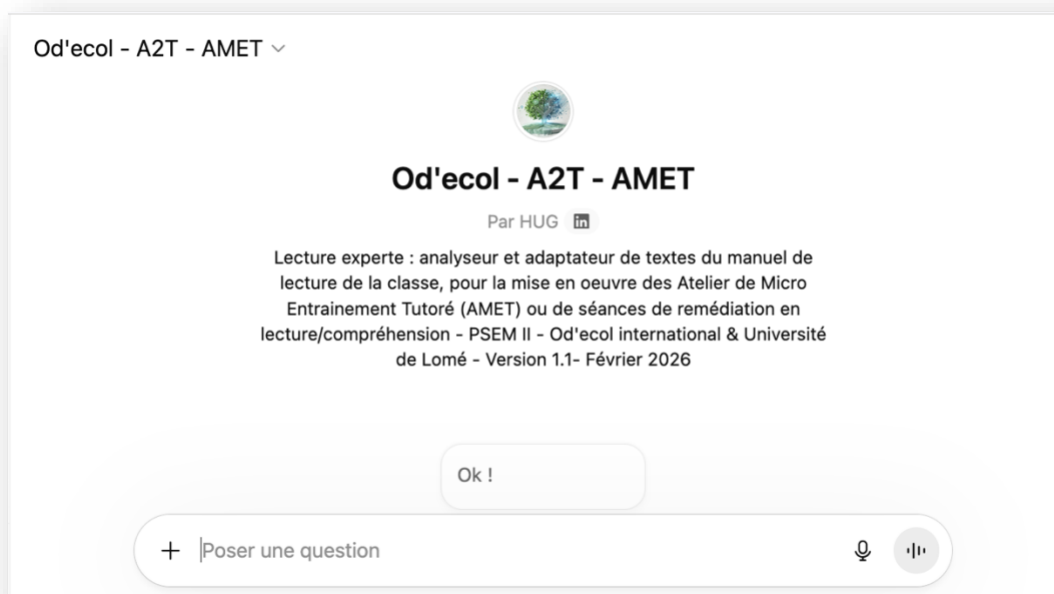 Od'ecol - A2T - AMET
Od'ecol - A2T - AMET
Par HUG in
Lecture experte : analyseur et adaptateur de textes du manuel de
lecture de la classe, pour la mise en oeuvre des Atelier de Micro
Entrainement Tutoré (AMET) ou de séances de remédiation en
lecture/compréhension - PSEM II - Od'ecol international & Université
de Lomé - Version 1.1- Février 2026
Ok !
Poser une question